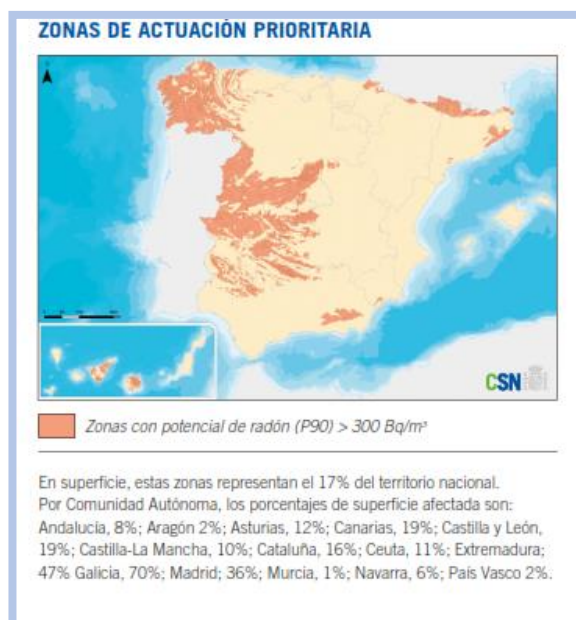 ZONAS DE ACTUACIÓN PRIORITARIA
CSN
Zonas con potencial de radón (P90) > 300 Bq/m³
En superficie, estas zonas representan el 17% del territorio nacional.
Por Comunidad Autónoma, los porcentajes de superficie afectada son:
Andalucía, 8%; Aragón 2%; Asturias, 12%; Canarias, 19%; Castilla y León,
19%; Castilla-La Mancha, 10%; Cataluña, 16%; Ceuta, 11%; Extremadura;
47% Galicia, 70%; Madrid; 36%; Murcia, 1%; Navarra, 6%; País Vasco 2%.